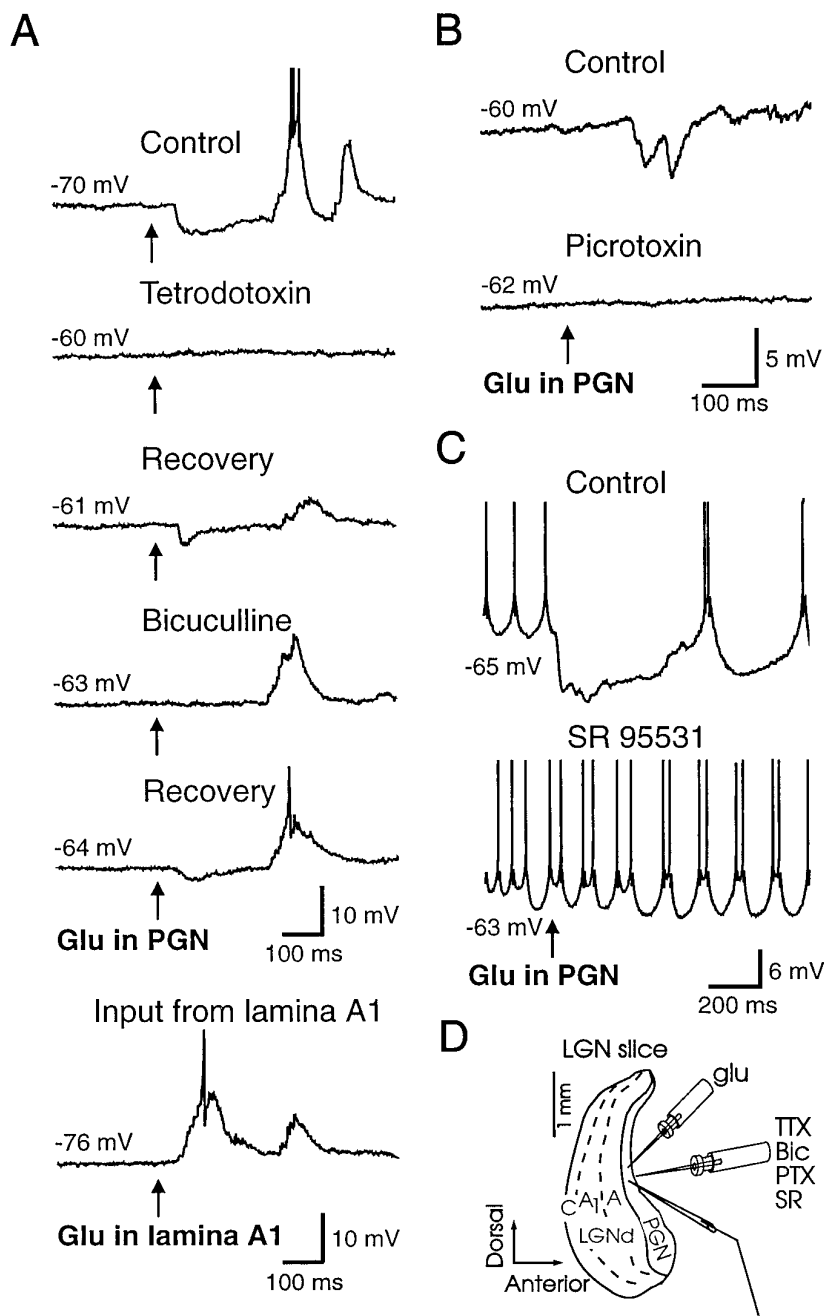 A
Control
-70 mV
Tetrodotoxin
-60 mV
Recovery
-61 mV
Bicuculline
-63 mV
Recovery
-64 mV
Glu in PGN
10 mV
100 ms
Input from lamina A1
-76 mV
Glu in lamina A1
10 mV
100 ms
B
Control
-60 mV
Picrotoxin
-62 mV
Glu in PGN
5 mV
100 ms
C
Control
-65 mV
SR 95531
-63 mV
Glu in PGN
6 mV
200 ms
D
LGN slice
glu
1 mm
TTX
Bic
PTX
SR
C A1 A
LGNd
PGN
Dorsal
Anterior